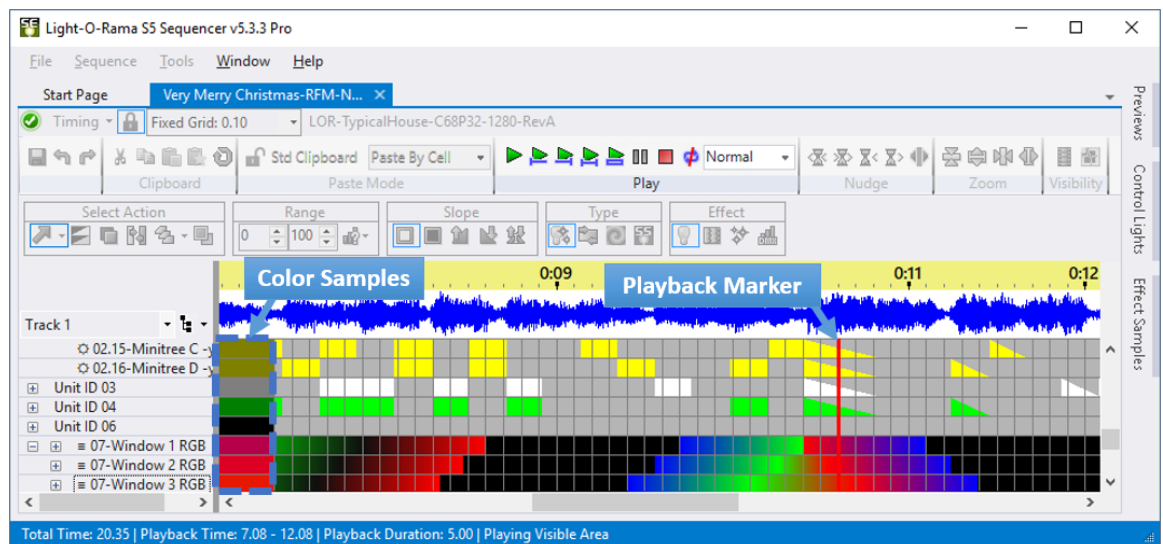 Light-O-Rama S5 Sequencer v5.3.3 Pro
File Sequence Tools Window Help
Start Page Very Merry Christmas-RFM-N...
Timing Fixed Grid: 0.10 LOR-TypicalHouse-C68P32-1280-RevA
Std Clipboard Paste By Cell Normal
Clipboard Paste Mode Play Nudge Zoom Visibility
Select Action Range Slope Type Effect
0 100
Color Samples 0:09 Playback Marker 0:11 0:12
Track 1
02.15-Minitree C -y
02.16-Minitree D -y
Unit ID 03
Unit ID 04
Unit ID 06
07-Window 1 RGB
07-Window 2 RGB
07-Window 3 RGB
Previews
Control Lights
Effect Samples
Total Time: 20.35 | Playback Time: 7.08 - 12.08 | Playback Duration: 5.00 | Playing Visible Area